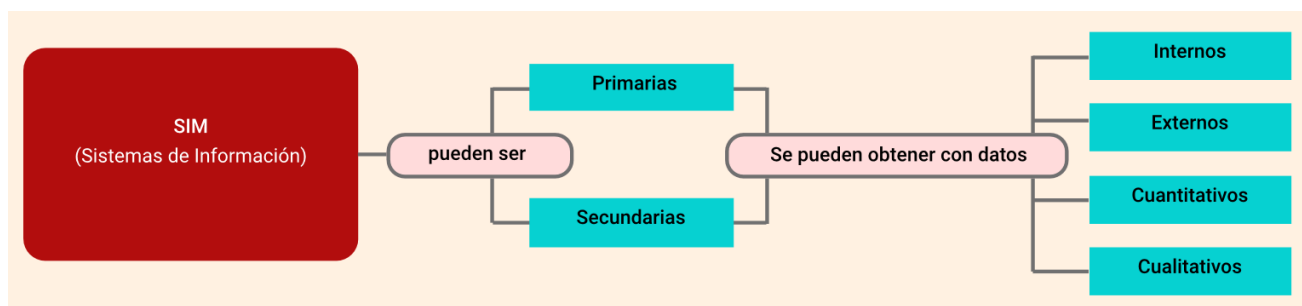 SIM
(Sistemas de Información)
pueden ser
Primarias
Secundarias
Se pueden obtener con datos
Internos
Externos
Cuantitativos
Cualitativos